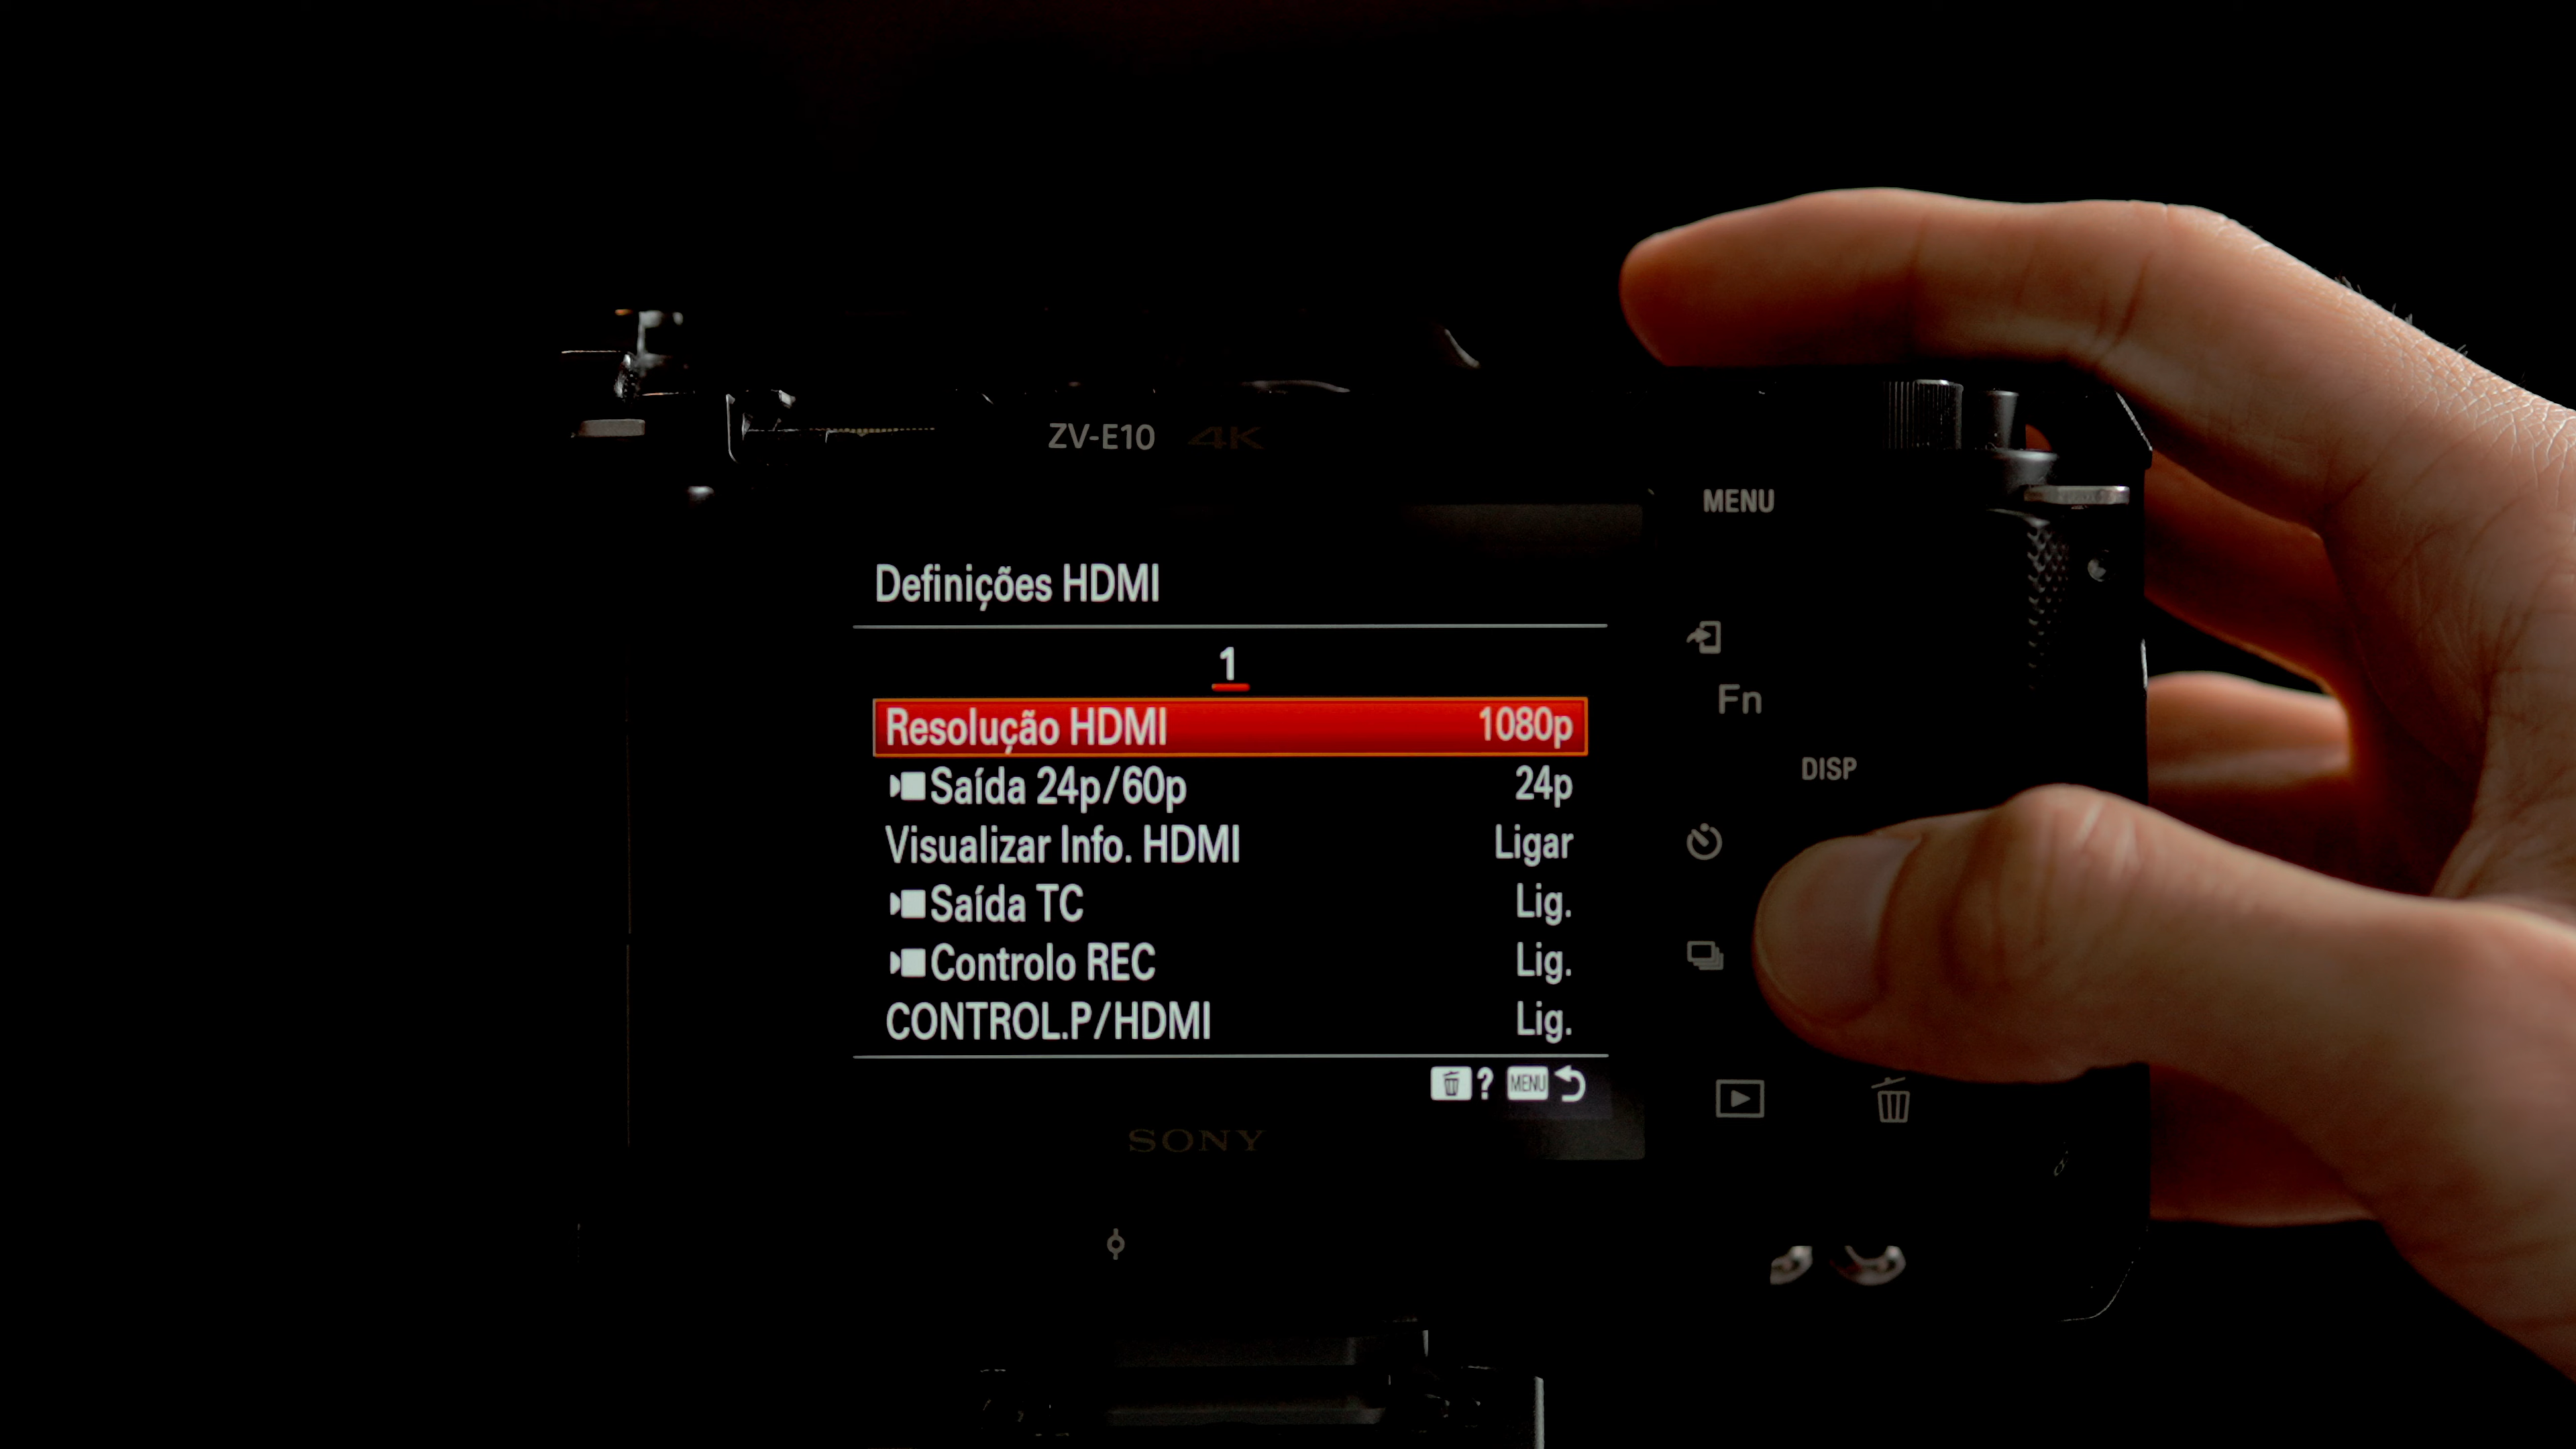 ZV-E10 4K
MENU
Definições HDMI
1
Resolução HDMI 1080p
Saída 24p/60p 24p
Visualizar Info. HDMI Ligar
Saída TC Lig.
Controlo REC Lig.
CONTROL.P/HDMI Lig.
? MENU
Fn
DISP
SONY